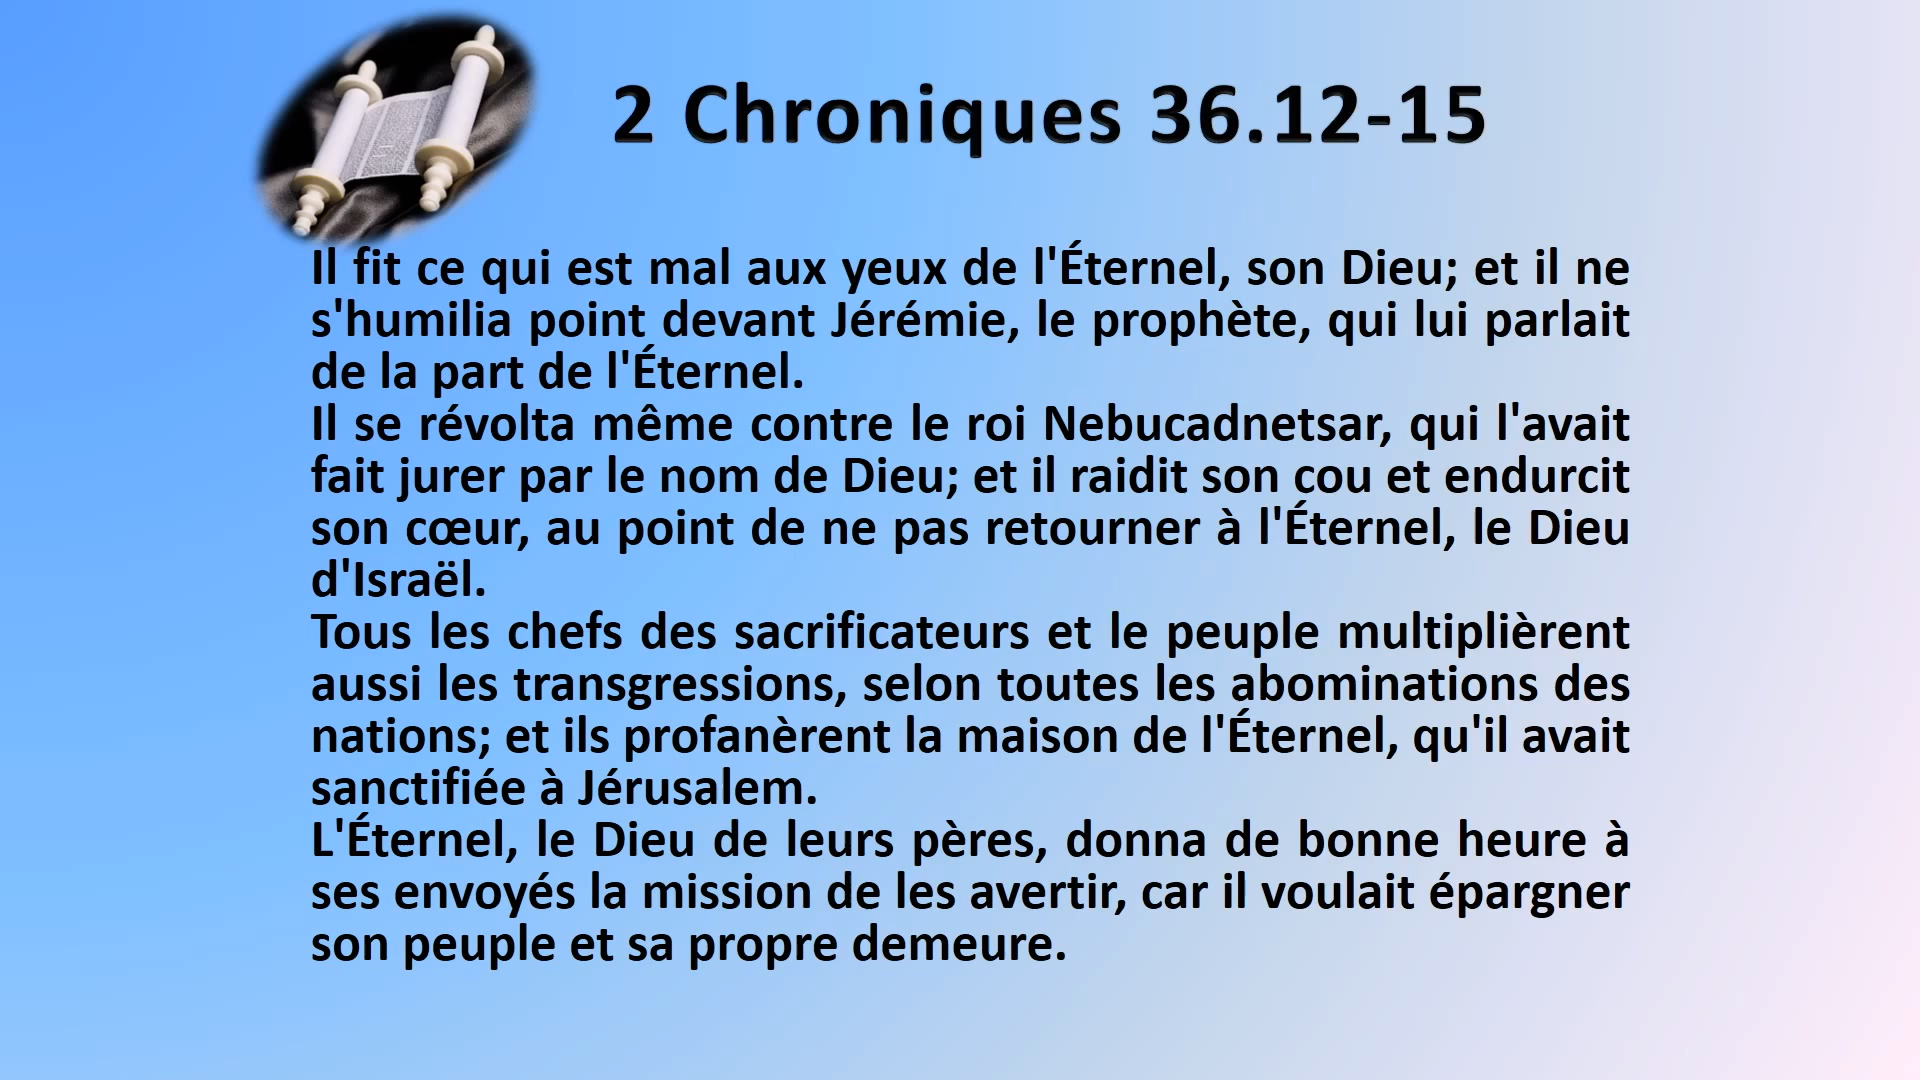 2 Chroniques 36.12-15
Il fit ce qui est mal aux yeux de l'Éternel, son Dieu; et il ne
s'humilia point devant Jérémie, le prophète, qui lui parlait
de la part de l'Éternel.
Il se révolta même contre le roi Nebucadnetsar, qui l'avait
fait jurer par le nom de Dieu; et il raidit son cou et endurcit
son cœur, au point de ne pas retourner à l'Éternel, le Dieu
d'Israël.
Tous les chefs des sacrificateurs et le peuple multiplièrent
aussi les transgressions, selon toutes les abominations des
nations; et ils profanèrent la maison de l'Éternel, qu'il avait
sanctifiée à Jérusalem.
L'Éternel, le Dieu de leurs pères, donna de bonne heure à
ses envoyés la mission de les avertir, car il voulait épargner
son peuple et sa propre demeure.